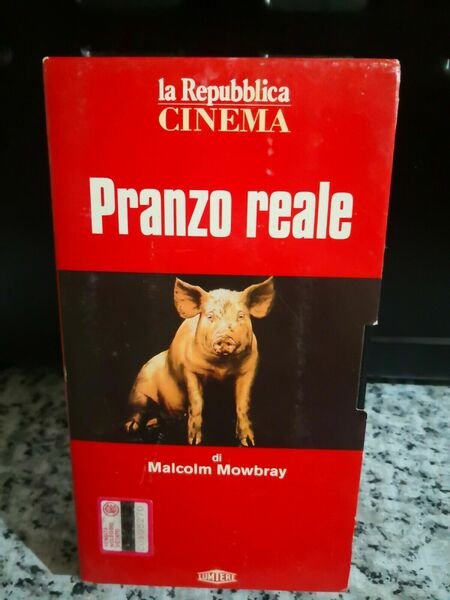 la Repubblica
CINEMA
Pranzo reale
di
Malcolm Mowbray
LUMIERE